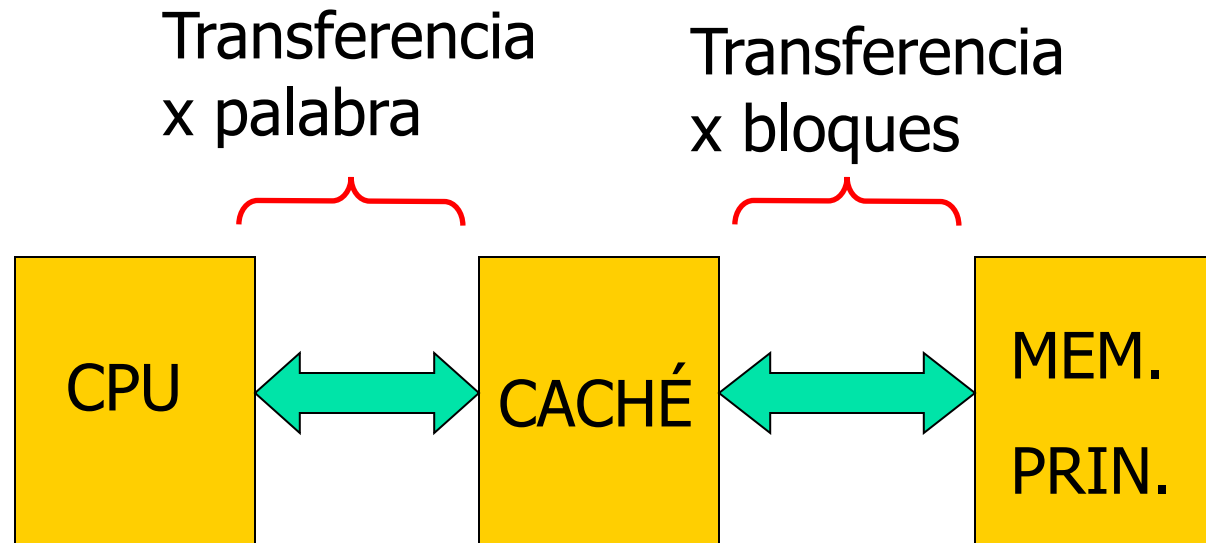 Transferencia
x palabra
Transferencia
x bloques
CPU
CACHÉ
MEM.
PRIN.